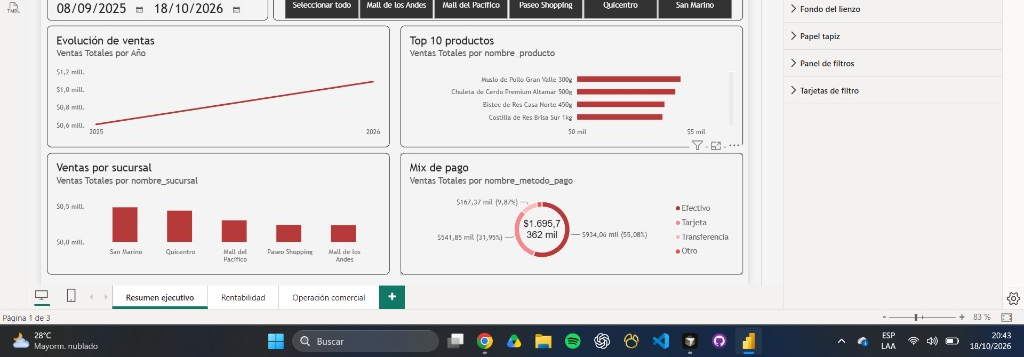 TMDL
08/09/2025 18/10/2026
Seleccionar todo Mall de los Andes Mall del Pacífico Paseo Shopping Quicentro San Marino
Fondo del lienzo
Papel tapiz
Panel de filtros
Tarjetas de filtro
Evolución de ventas
Ventas Totales por Año
$1,2 mill.
$1,0 mill.
$0,8 mill.
$0,6 mill.
2025 2026
Top 10 productos
Ventas Totales por nombre_producto
Muslo de Pollo Gran Valle 300g
Chuleta de Cerdo Premium Altamar 500g
Bistec de Res Casa Norte 450g
Costilla de Res Brisa Sur 1kg
$0 mil $5 mil
Ventas por sucursal
Ventas Totales por nombre_sucursal
$0,5 mill.
$0,0 mill.
San Marino Quicentro Mall del Pacífico Paseo Shopping Mall de los Andes
Mix de pago
Ventas Totales por nombre_metodo_pago
$167,37 mil (9,87%)
$541,85 mil (31,95%)
$934,06 mil (55,08%)
$1.695,7
362 mil
Efectivo
Tarjeta
Transferencia
Otro
Resumen ejecutivo Rentabilidad Operación comercial +
Página 1 de 3
- + 83 %
28°C
Mayorm. nublado
Buscar
ESP
LAA
20:43
18/10/2026